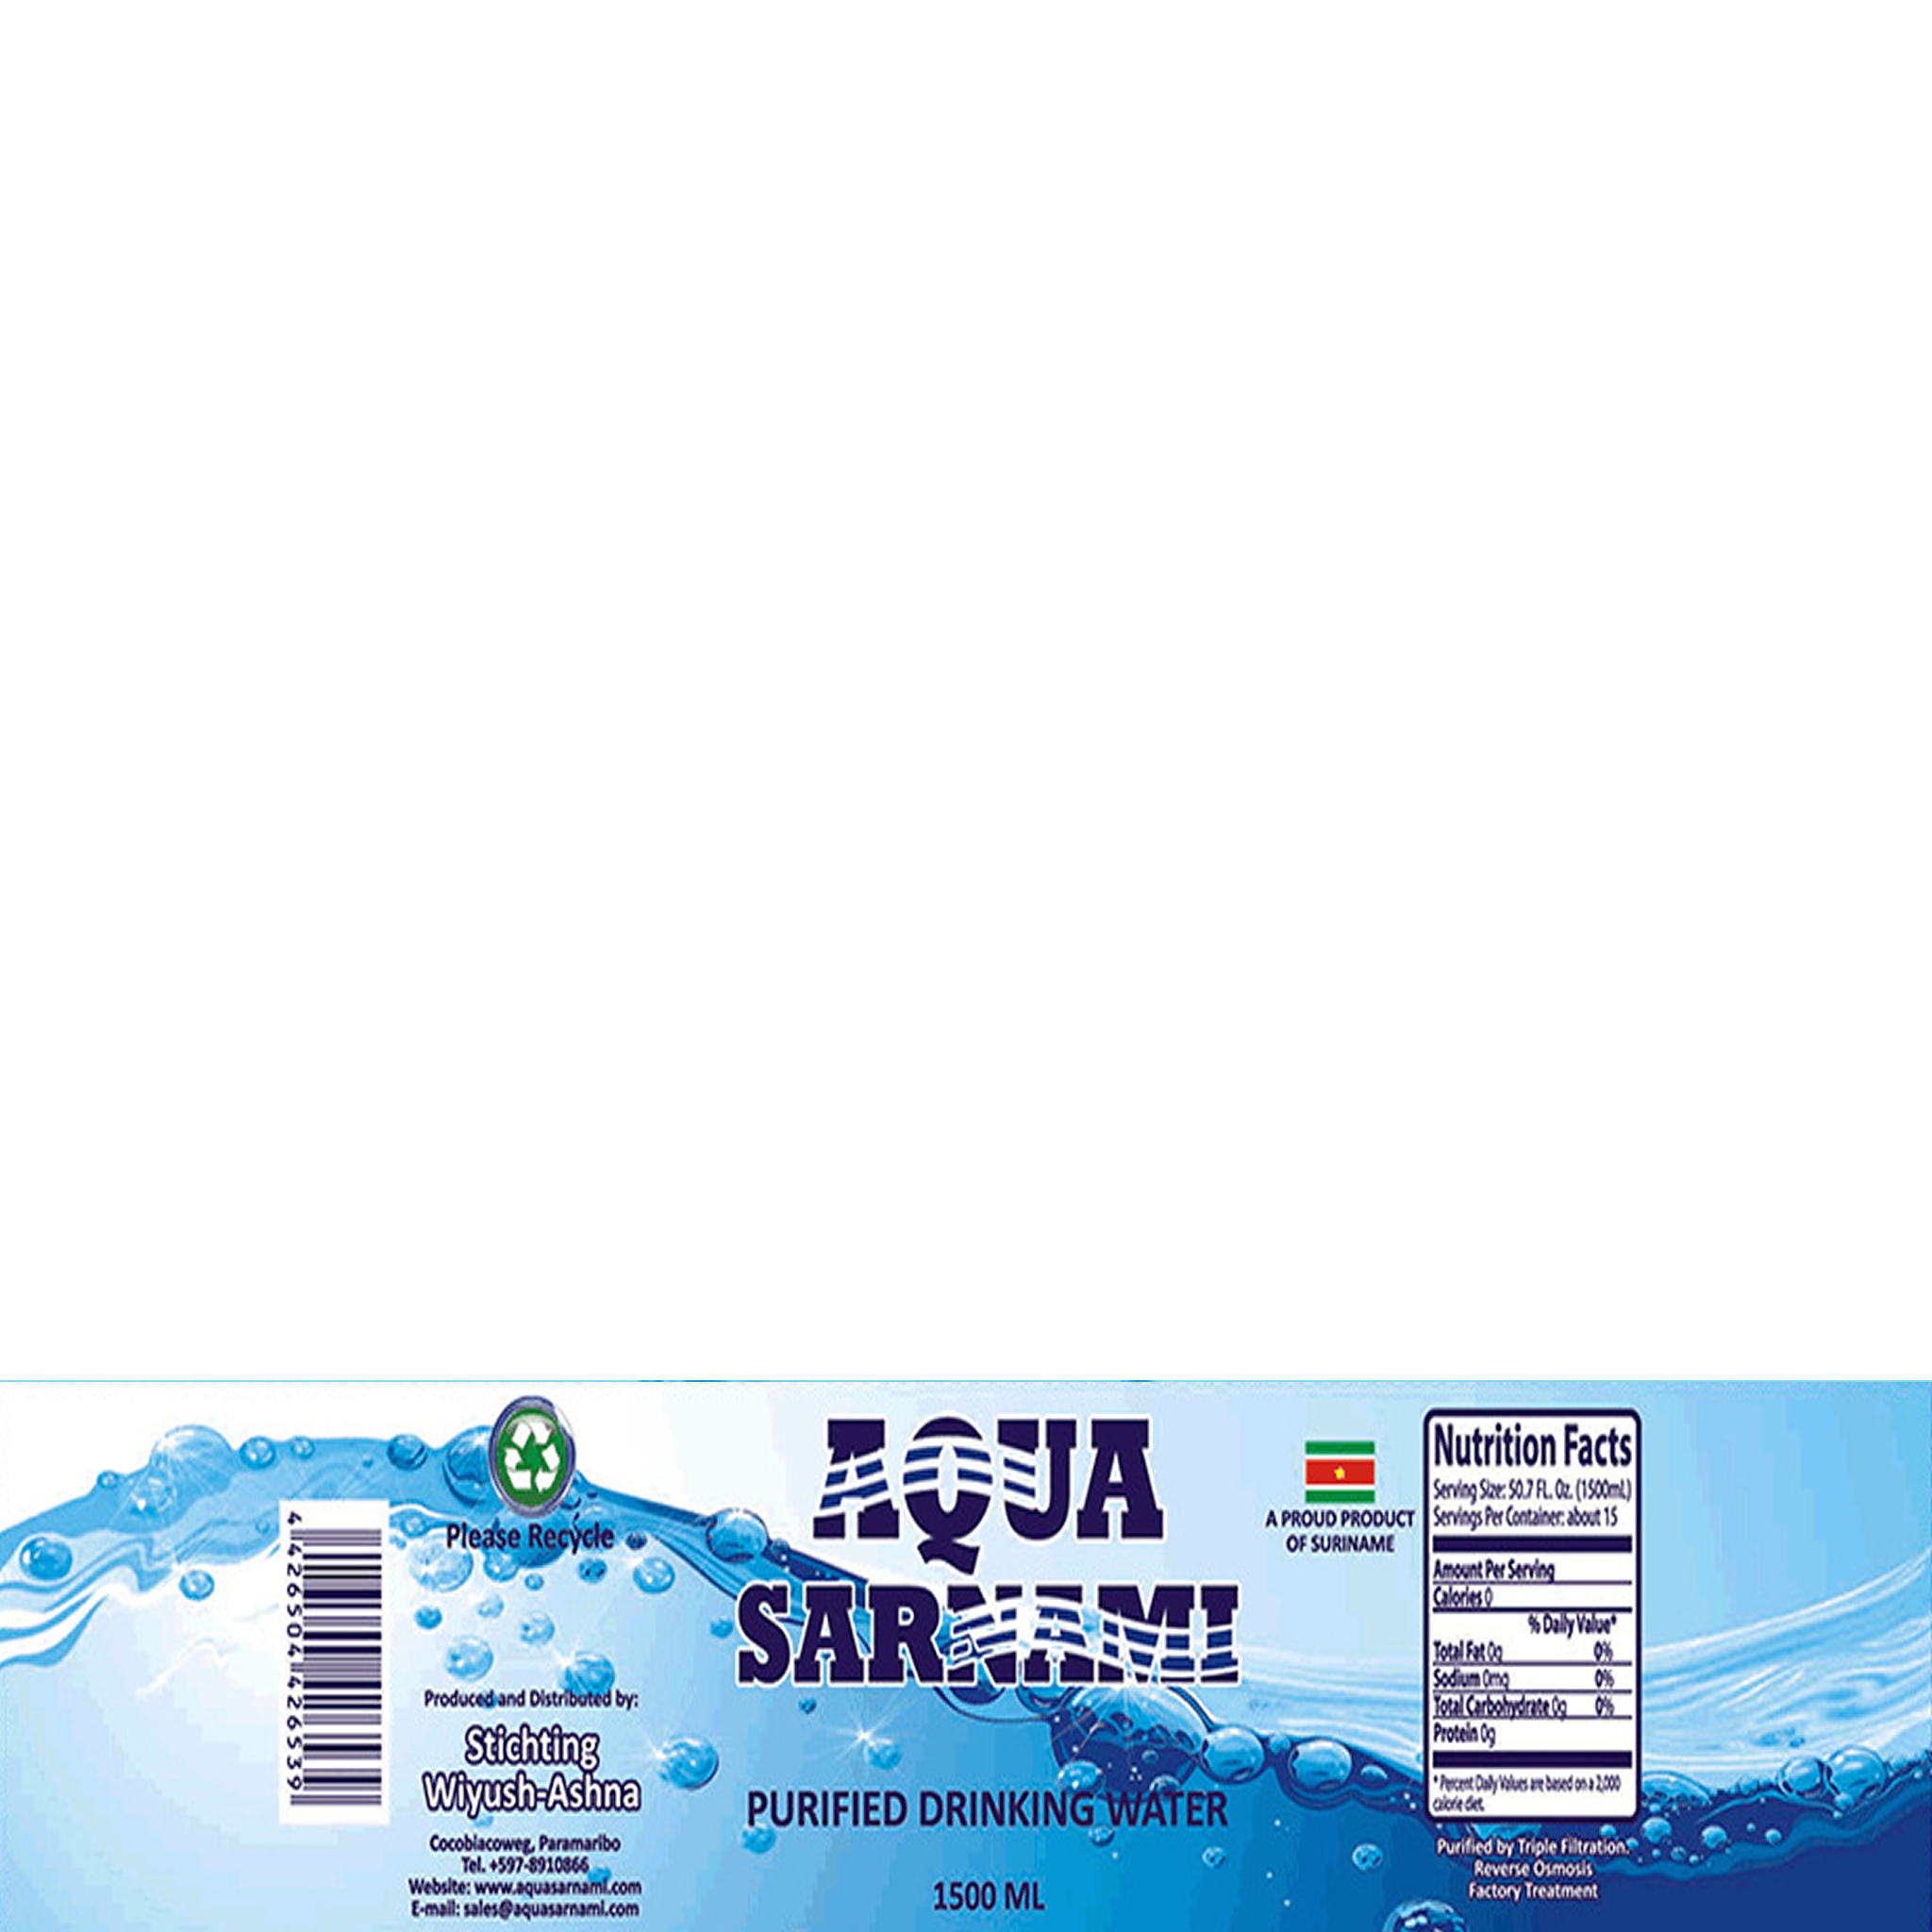 4 426504 426539
Please Recycle
Produced and Distributed by:
Stichting
Wiyush-Ashna
Cocobiacoweg, Paramaribo
Tel. +597-8910866
Website: www.aquasarnami.com
E-mail: sales@aquasarnami.com
AQUA
SARNAMI
PURIFIED DRINKING WATER
1500 ML
A PROUD PRODUCT
OF SURINAME
Nutrition Facts
Serving Size: 50.7 FL. Oz. (1500mL)
Servings Per Container: about 15
Amount Per Serving
Calories 0
% Daily Value*
Total Fat 0g 0%
Sodium 0mg 0%
Total Carbohydrate 0g 0%
Protein 0g
* Percent Daily Values are based on a 2,000
calorie diet.
Purified by Triple Filtration.
Reverse Osmosis
Factory Treatment